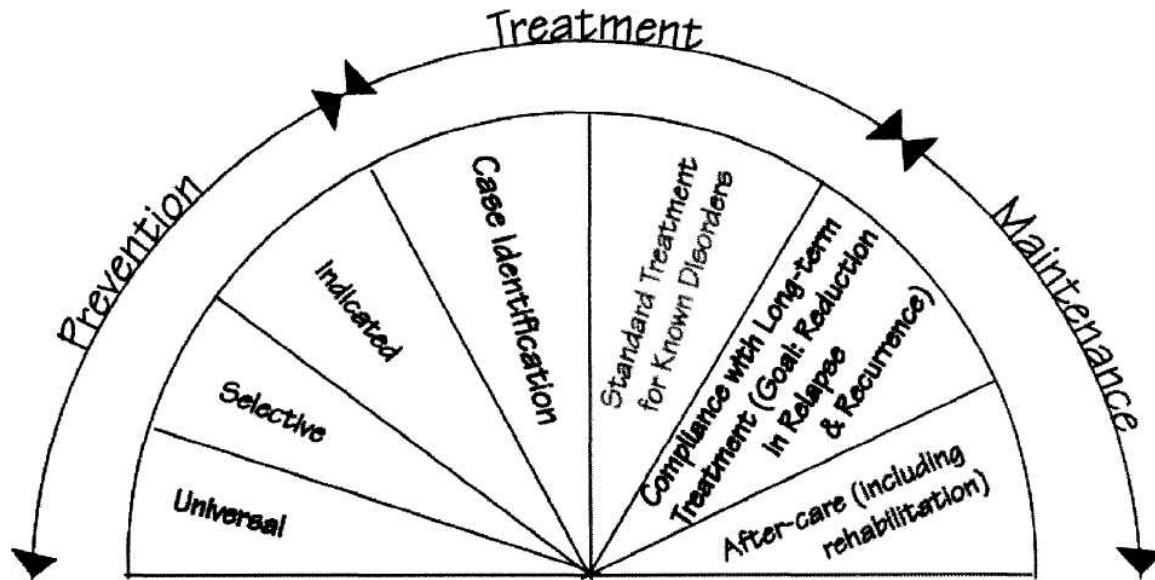 Treatment
Prevention
Maintenance
Universal
Selective
Indicated
Case Identification
Standard Treatment
for Known Disorders
Compliance with Long-term
Treatment (Goal: Reduction
in Relapse
& Recurrence)
After-care (including
rehabilitation)